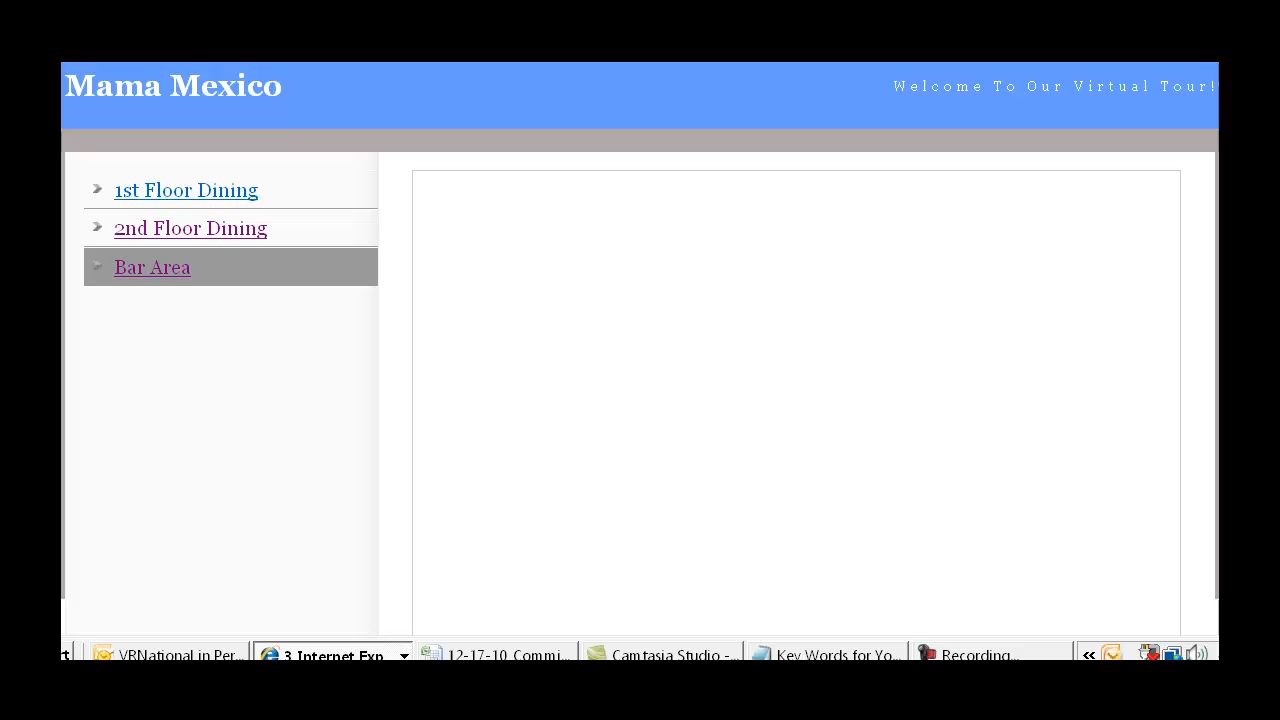 Mama Mexico
Welcome To Our Virtual Tour!
1st Floor Dining
2nd Floor Dining
Bar Area
t VRNational in Per... 3 Internet Exp 12-17-10 Commi... Camtasia Studio -... Key Words for Yo... Recording... «